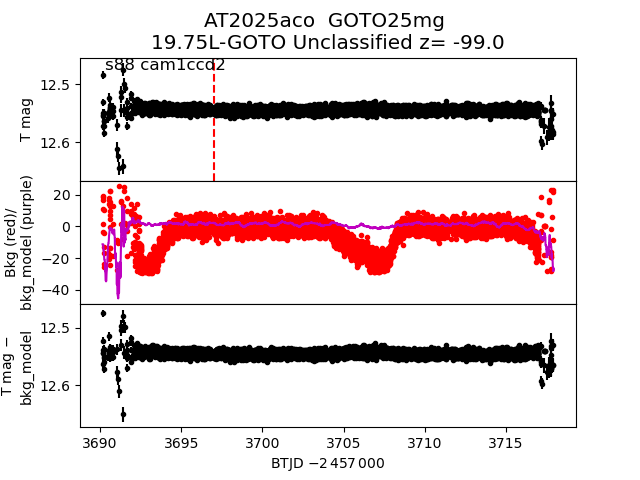 AT2025aco  GOTO25mg
19.75L-GOTO Unclassified z= -99.0
s88 cam1ccd2
12.5
12.6
T mag
20
0
−20
−40
Bkg (red)/
bkg_model (purple)
12.5
12.6
T mag −
bkg_model
3690
3695
3700
3705
3710
3715
BTJD −2 457 000